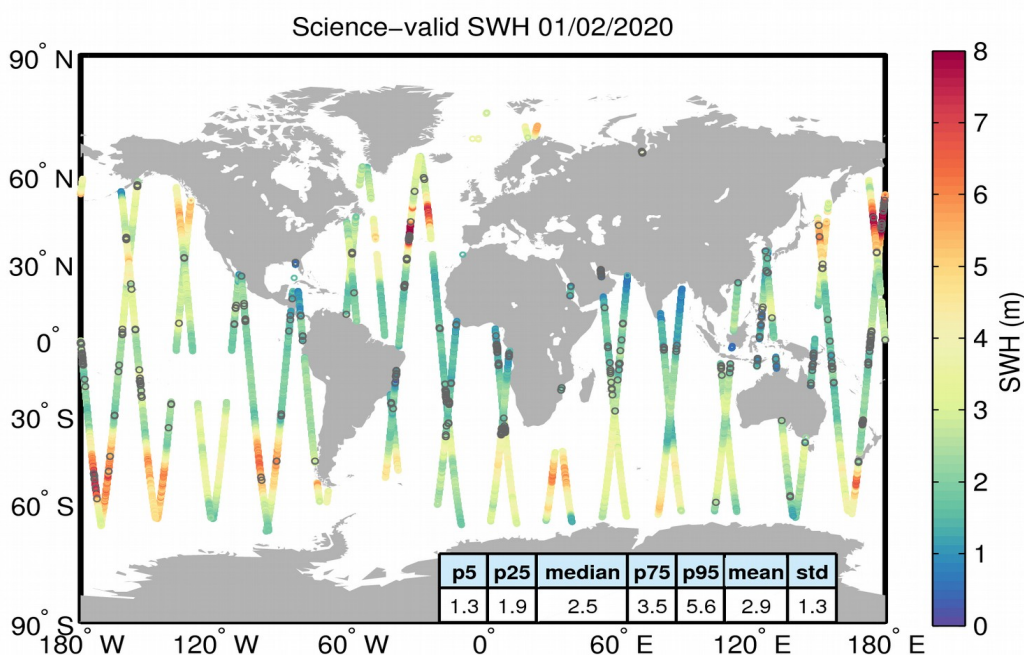 Science−valid SWH 01/02/2020
90° N
60° N
30° N
0°
30° S
60° S
90° S
180° W
120° W
60° W
0°
60° E
120° E
180° E
p5 p25 median p75 p95 mean std
1.3 1.9 2.5 3.5 5.6 2.9 1.3
8
7
6
5
4
3
2
1
0
SWH (m)